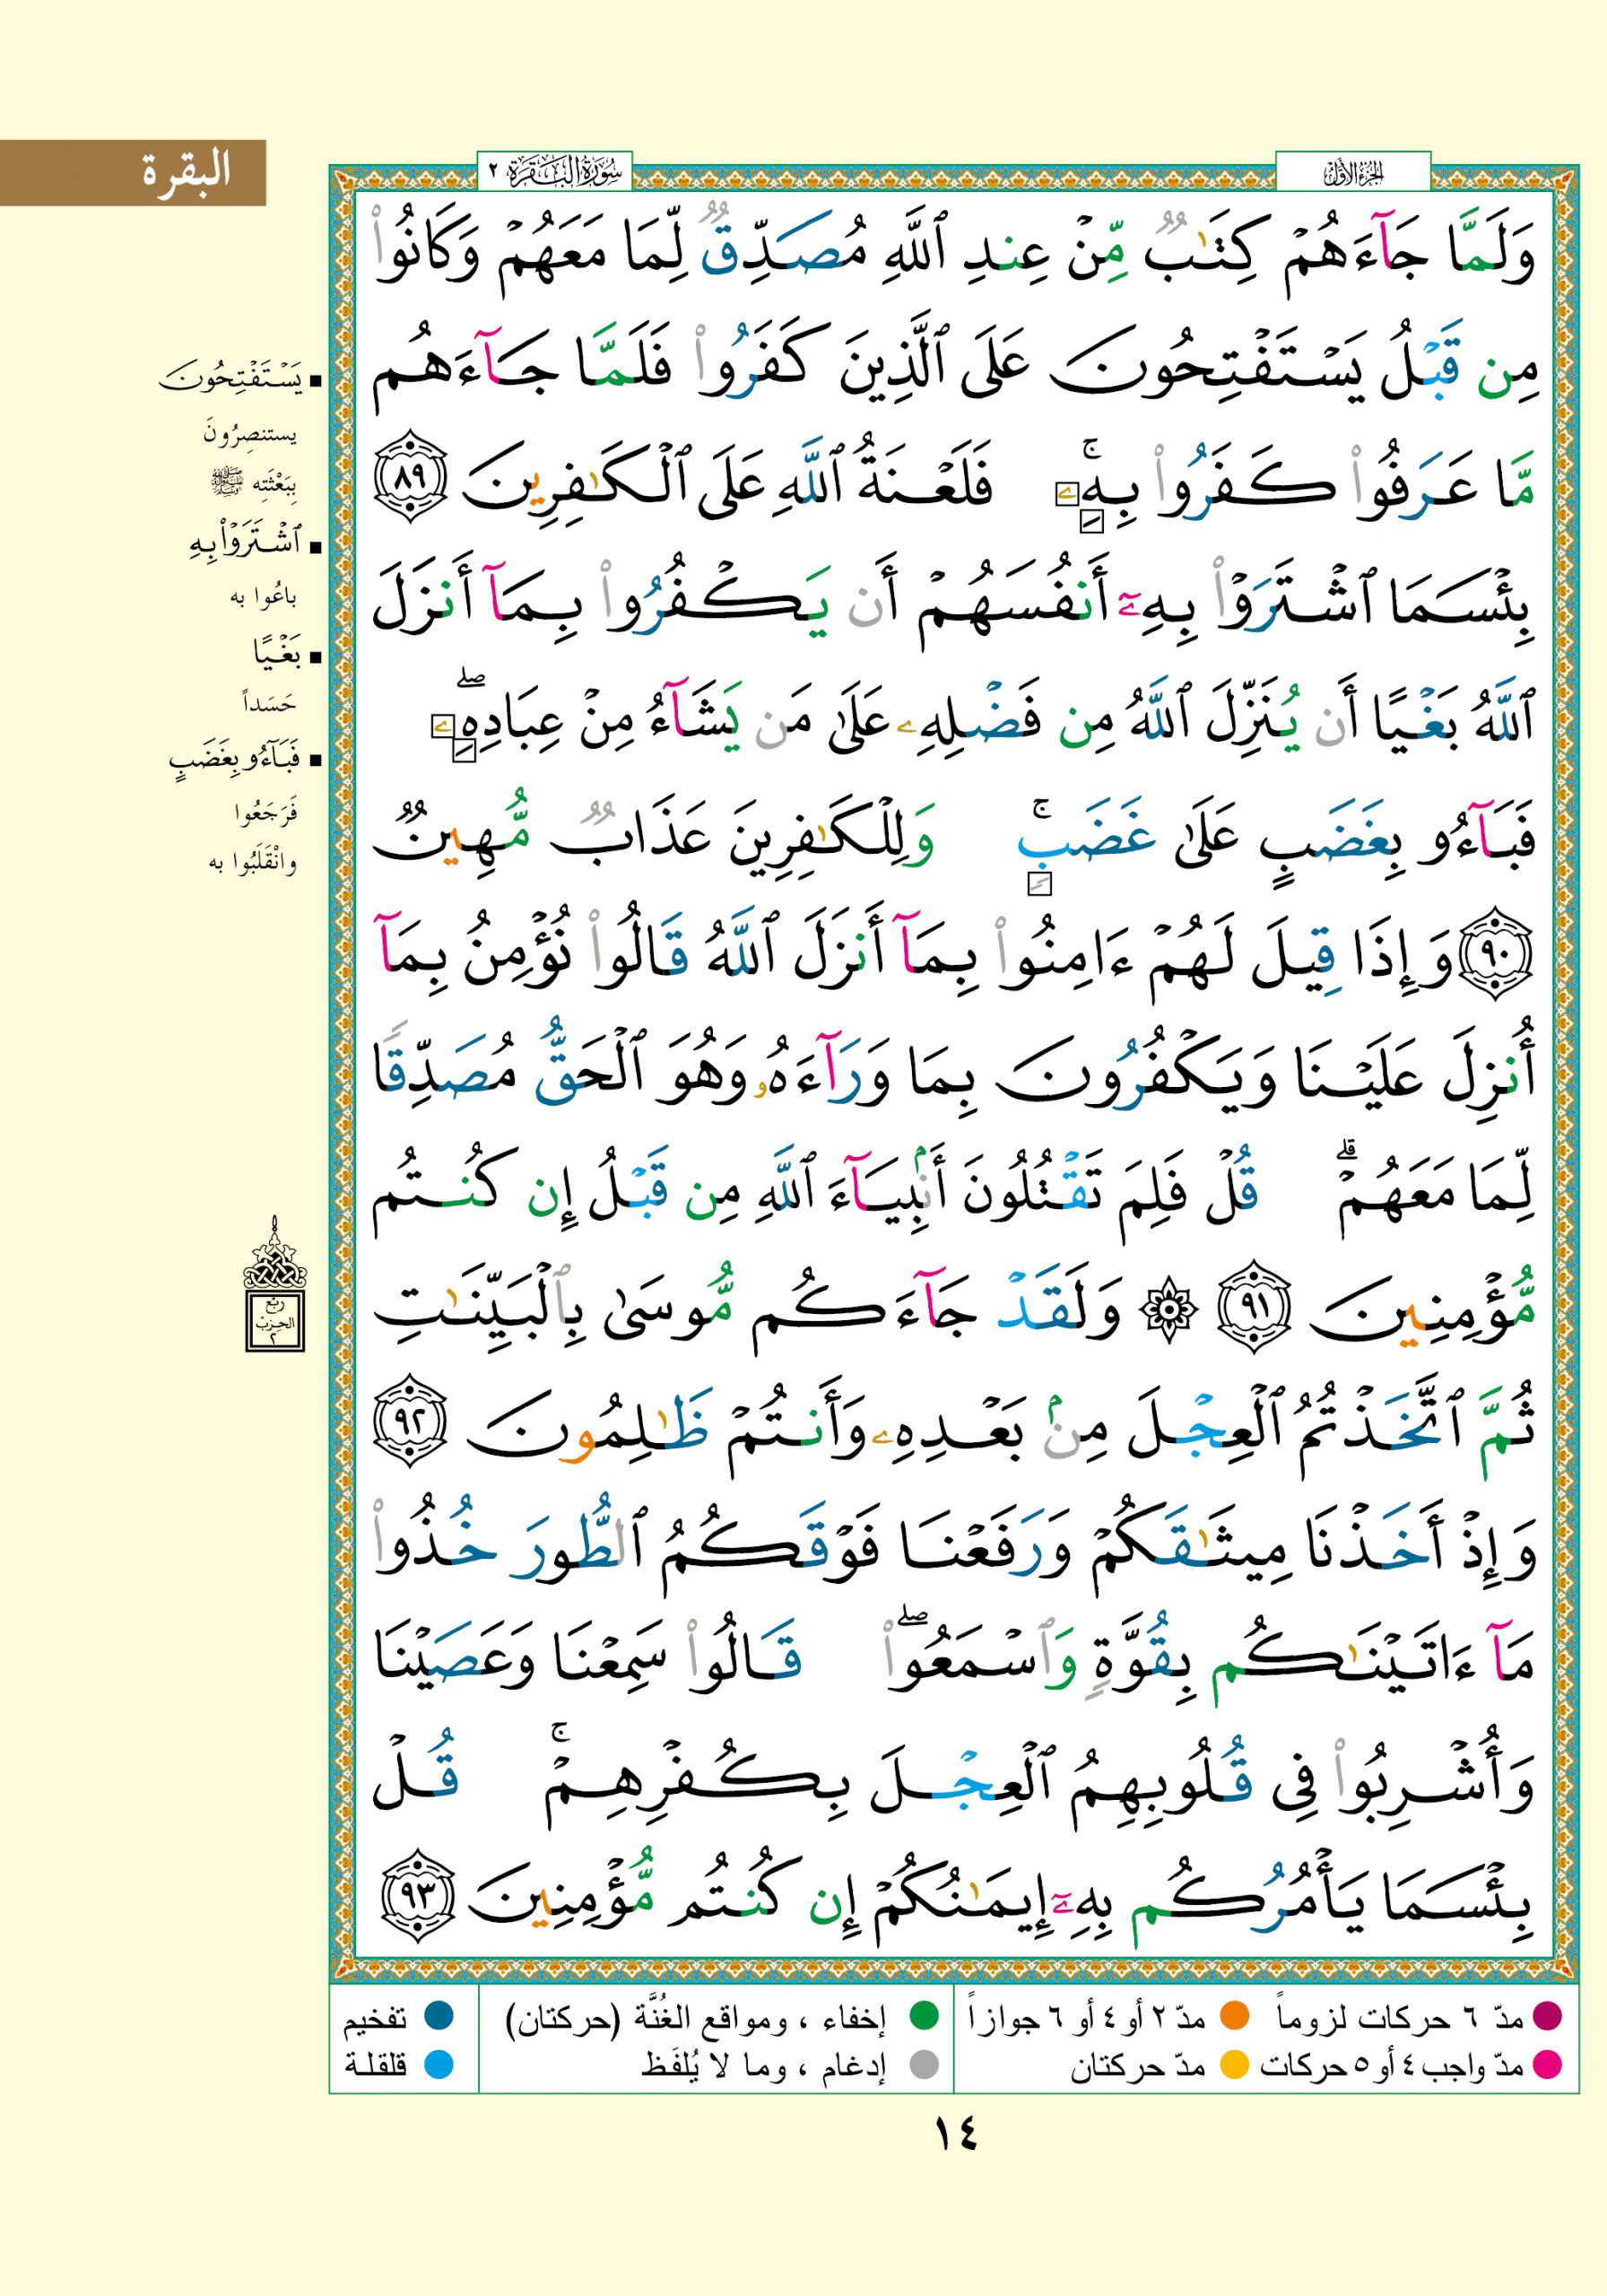 البقرة
سُورَةُ البَقَرَة ٢
الجزء الأول
وَلَمَّا جَآءَهُمْ كِتَٰبٌ مِّنْ عِندِ ٱللَّهِ مُصَدِّقٌ لِّمَا مَعَهُمْ وَكَانُوا۟
مِن قَبْلُ يَسْتَفْتِحُونَ عَلَى ٱلَّذِينَ كَفَرُوا۟ فَلَمَّا جَآءَهُم
مَّا عَرَفُوا۟ كَفَرُوا۟ بِهِۦ ۚ فَلَعْنَةُ ٱللَّهِ عَلَى ٱلْكَٰفِرِينَ ٨٩
بِئْسَمَا ٱشْتَرَوْا۟ بِهِۦٓ أَنفُسَهُمْ أَن يَكْفُرُوا۟ بِمَآ أَنزَلَ
ٱللَّهُ بَغْيًا أَن يُنَزِّلَ ٱللَّهُ مِن فَضْلِهِۦ عَلَىٰ مَن يَشَآءُ مِنْ عِبَادِهِۦ ۖ
فَبَآءُو بِغَضَبٍ عَلَىٰ غَضَبٍ ۚ وَلِلْكَٰفِرِينَ عَذَابٌ مُّهِينٌ
٩٠ وَإِذَا قِيلَ لَهُمْ ءَامِنُوا۟ بِمَآ أَنزَلَ ٱللَّهُ قَالُوا۟ نُؤْمِنُ بِمَآ
أُنزِلَ عَلَيْنَا وَيَكْفُرُونَ بِمَا وَرَآءَهُۥ وَهُوَ ٱلْحَقُّ مُصَدِّقًا
لِّمَا مَعَهُمْ ۗ قُلْ فَلِمَ تَقْتُلُونَ أَنۢبِيَآءَ ٱللَّهِ مِن قَبْلُ إِن كُنتُم
مُّؤْمِنِينَ ٩١ ۞ وَلَقَدْ جَآءَكُم مُّوسَىٰ بِٱلْبَيِّنَٰتِ
ثُمَّ ٱتَّخَذْتُمُ ٱلْعِجْلَ مِنۢ بَعْدِهِۦ وَأَنتُمْ ظَٰلِمُونَ ٩٢
وَإِذْ أَخَذْنَا مِيثَٰقَكُمْ وَرَفَعْنَا فَوْقَكُمُ ٱلطُّورَ خُذُوا۟
مَآ ءَاتَيْنَٰكُم بِقُوَّةٍ وَٱسْمَعُوا۟ ۖ قَالُوا۟ سَمِعْنَا وَعَصَيْنَا
وَأُشْرِبُوا۟ فِى قُلُوبِهِمُ ٱلْعِجْلَ بِكُفْرِهِمْ ۚ قُلْ
بِئْسَمَا يَأْمُرُكُم بِهِۦٓ إِيمَٰنُكُمْ إِن كُنتُم مُّؤْمِنِينَ ٩٣
■ يَسْتَفْتِحُونَ
يستنصِرُونَ
بِبَعْثَتِه ﷺ
■ ٱشْتَرَوْا۟ بِهِ
باعُوا به
■ بَغْيًا
حَسَداً
■ فَبَآءُو بِغَضَبٍ
فَرَجَعُوا
وانْقَلَبُوا به
ربع
الحزب
٢
مدّ ٦ حركات لزوماً
مدّ ٢ أو ٤ أو ٦ جوازاً
إخفاء ، ومواقع الغُنَّة (حركتان)
تفخيم
مدّ واجب ٤ أو ٥ حركات
مدّ حركتان
إدغام ، وما لا يُلفَظ
قلقلة
١٤